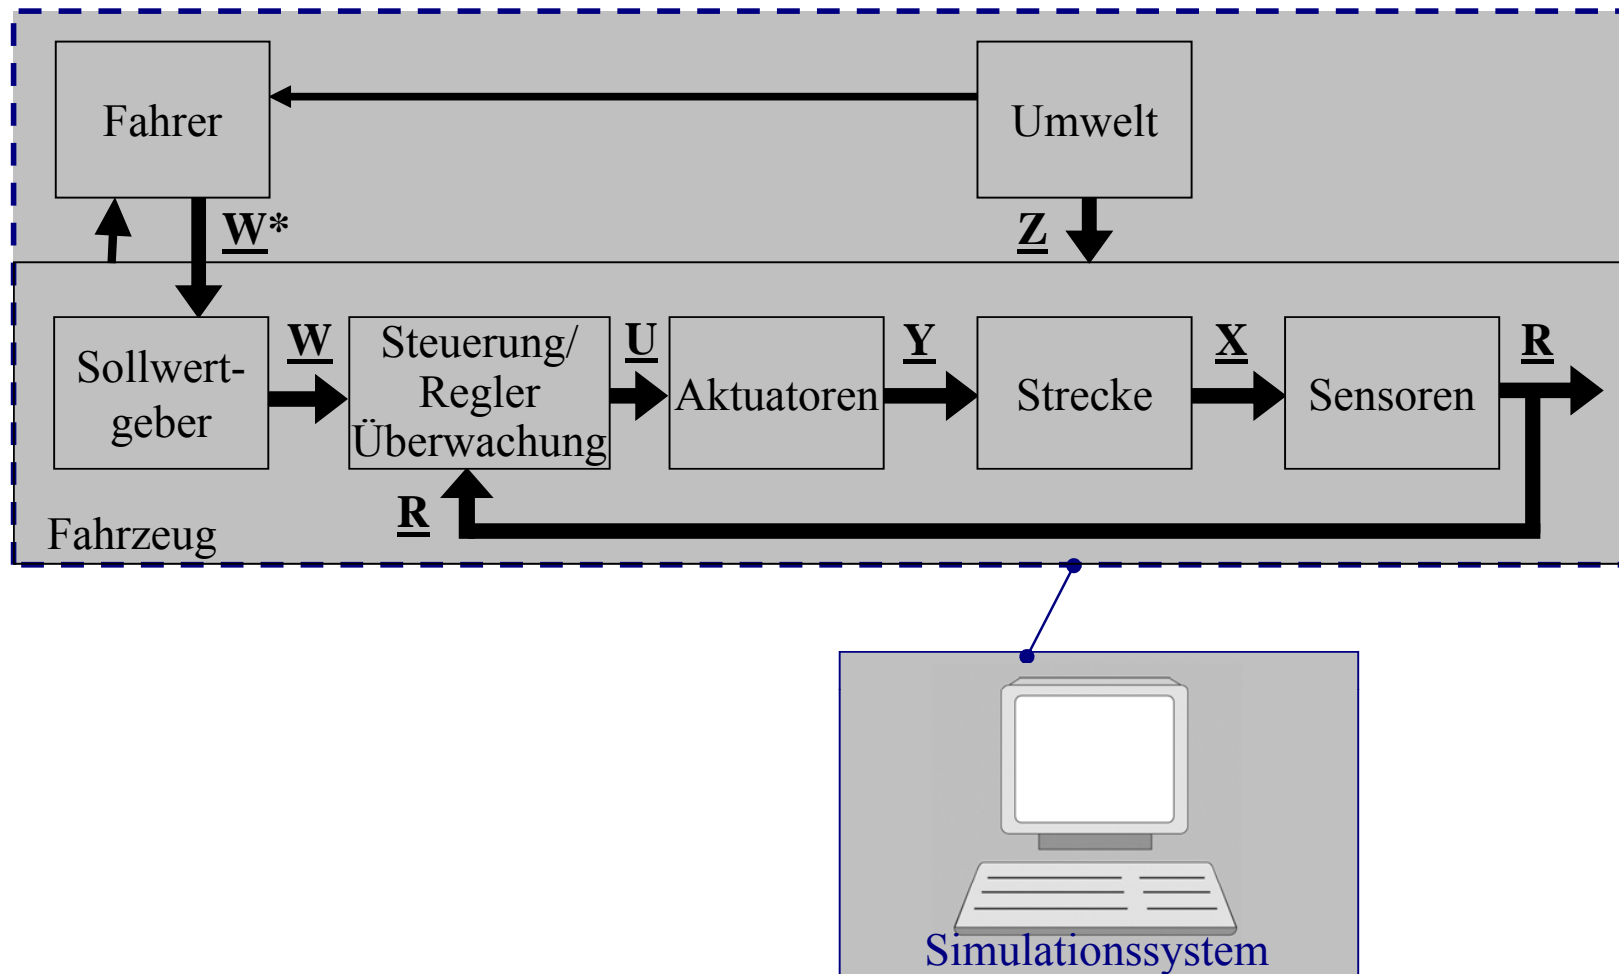 Fahrer
Umwelt
W*
Z
Sollwert-
geber
W
Steuerung/
Regler
Überwachung
U
Aktuatoren
Y
Strecke
X
Sensoren
R
R
Fahrzeug
Simulationssystem